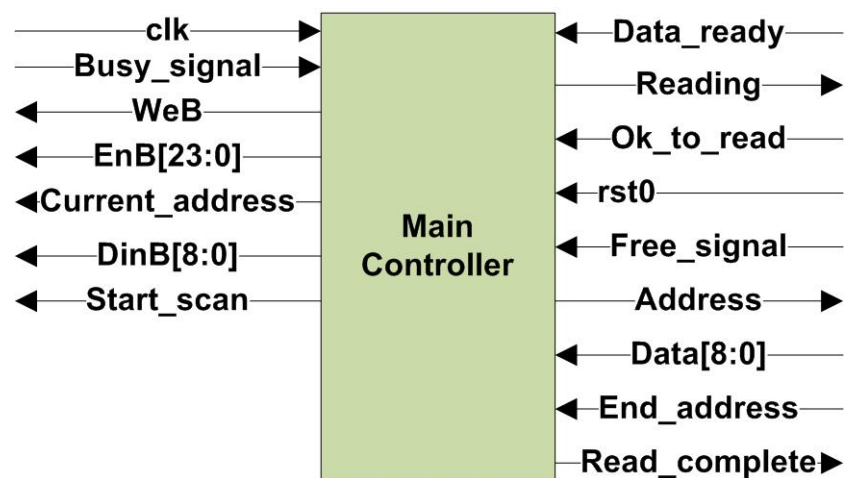 clk
Busy_signal
WeB
EnB[23:0]
Current_address
DinB[8:0]
Start_scan
Main
Controller
Data_ready
Reading
Ok_to_read
rst0
Free_signal
Address
Data[8:0]
End_address
Read_complete